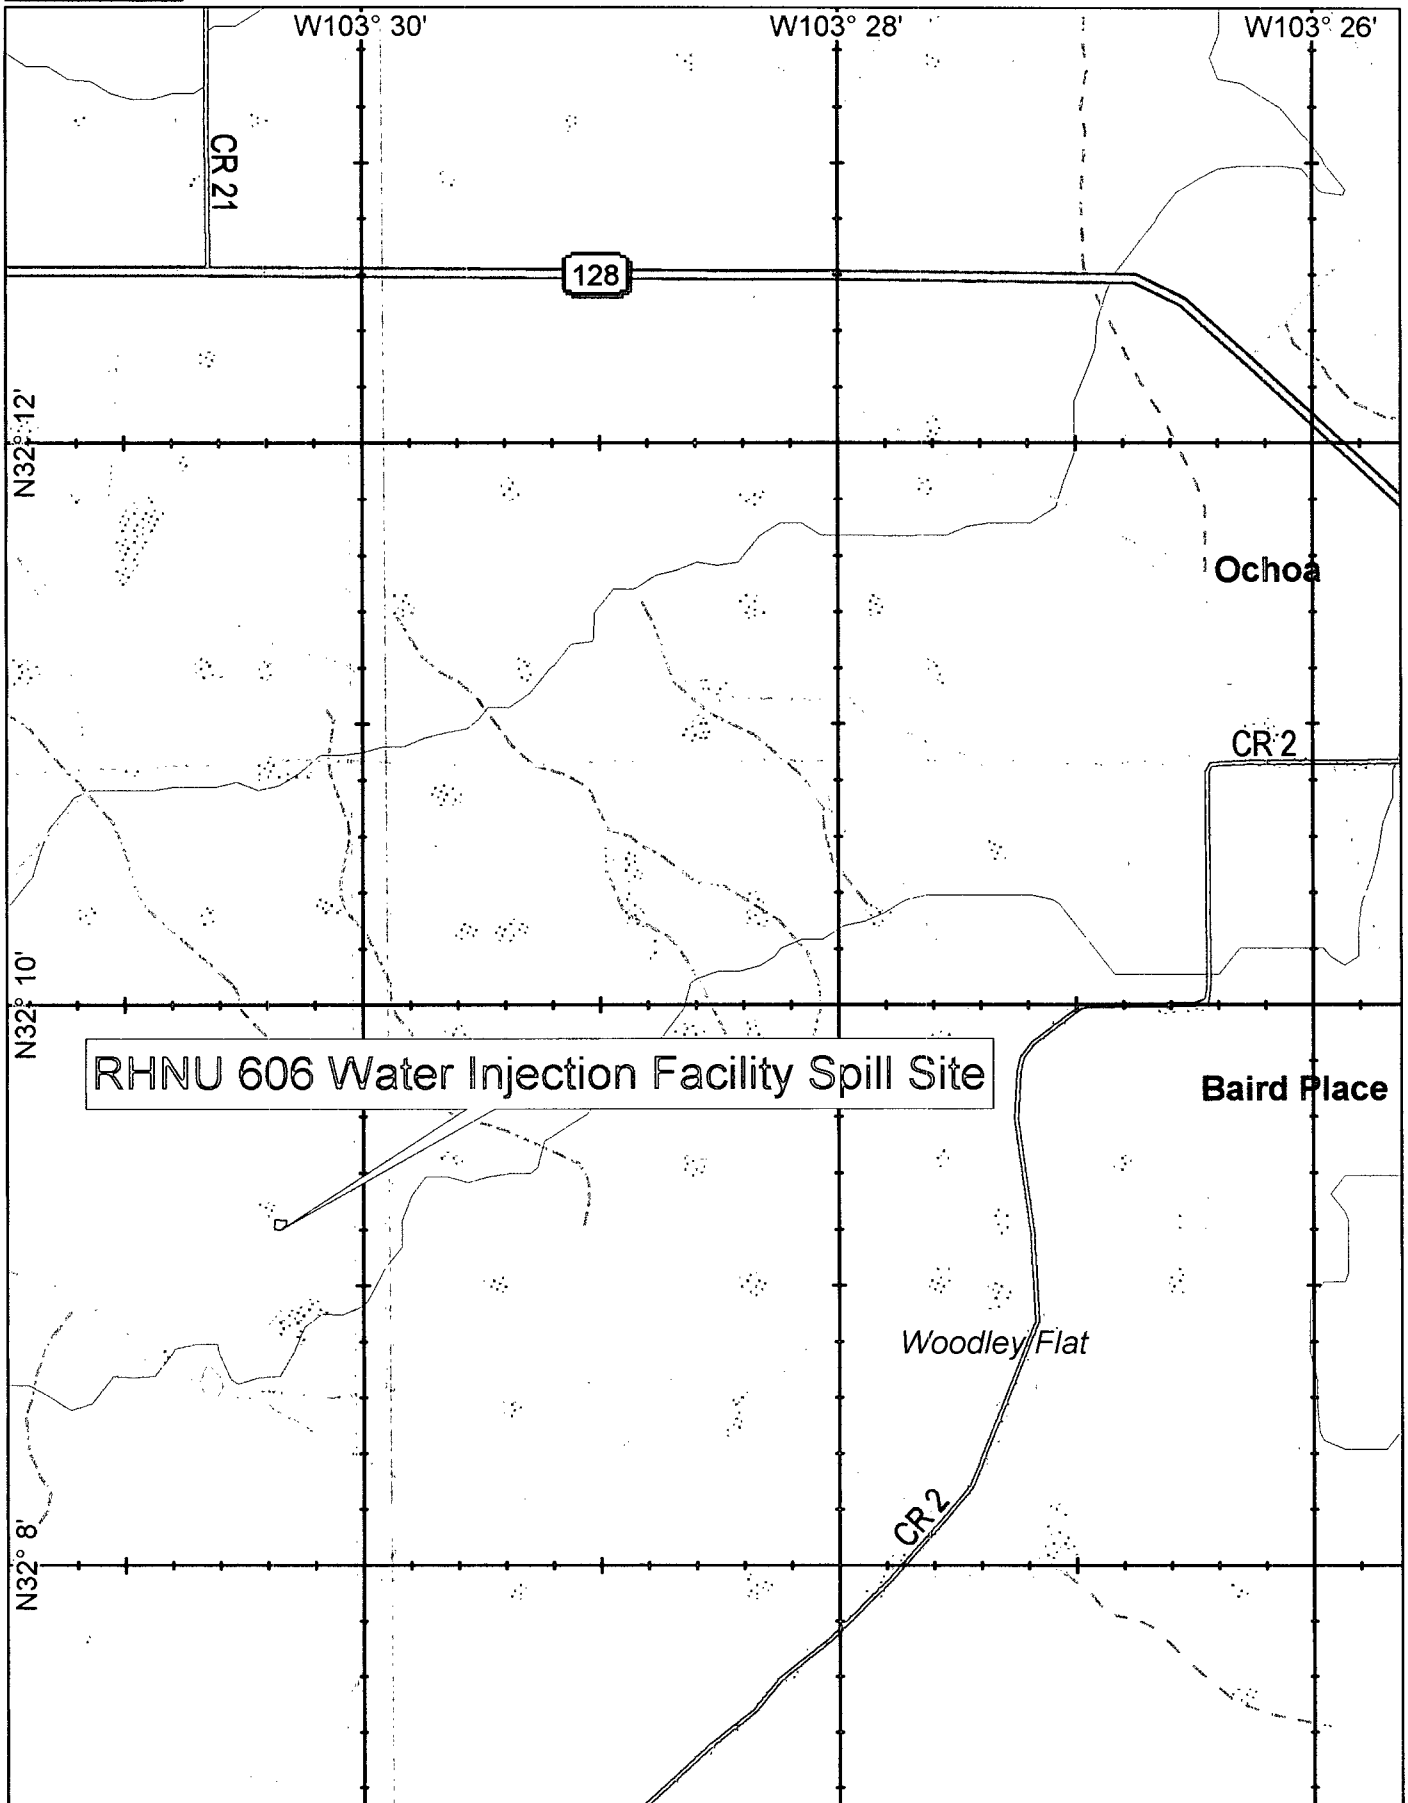 W103° 30'
W103° 28'
W103° 26'
CR 21
128
N32° 12'
Ochoa
CR 2
N32° 10'
RHNU 606 Water Injection Facility Spill Site
Baird Place
Woodley Flat
CR 2
N32° 8'